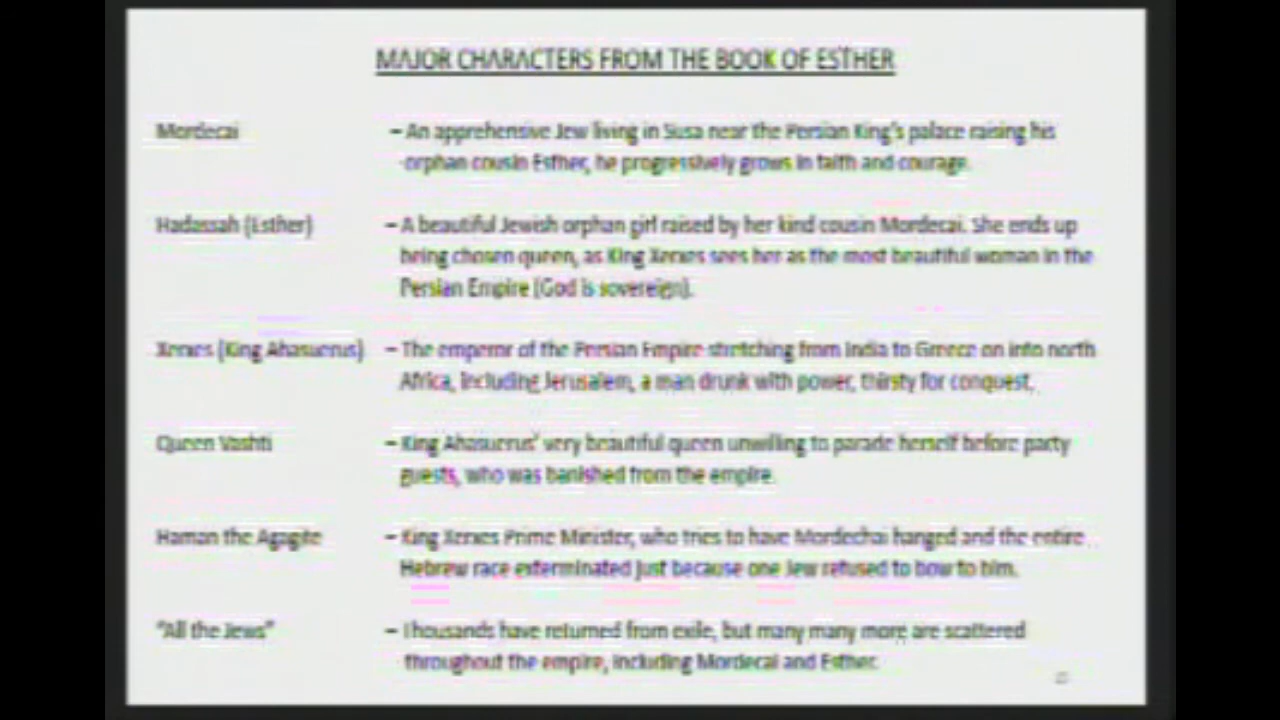 MAJOR CHARACTERS FROM THE BOOK OF ESTHER
Mordecai – An apprehensive Jew living in Susa near the Persian King's palace raising his
orphan cousin Esther, he progressively grows in faith and courage.
Hadassah (Esther) – A beautiful Jewish orphan girl raised by her kind cousin Mordecai. She ends up
being chosen queen, as King Xerxes sees her as the most beautiful woman in the
Persian Empire (God is sovereign).
Xerxes (King Ahasuerus) – The emperor of the Persian Empire stretching from India to Greece on into north
Africa, including Jerusalem, a man drunk with power, thirsty for conquest.
Queen Vashti – King Ahasuerus' very beautiful queen unwilling to parade herself before party
guests, who was banished from the empire.
Haman the Agagite – King Xerxes Prime Minister, who tries to have Mordechai hanged and the entire
Hebrew race exterminated just because one Jew refused to bow to him.
"All the Jews" – Thousands have returned from exile, but many many more are scattered
throughout the empire, including Mordecai and Esther.